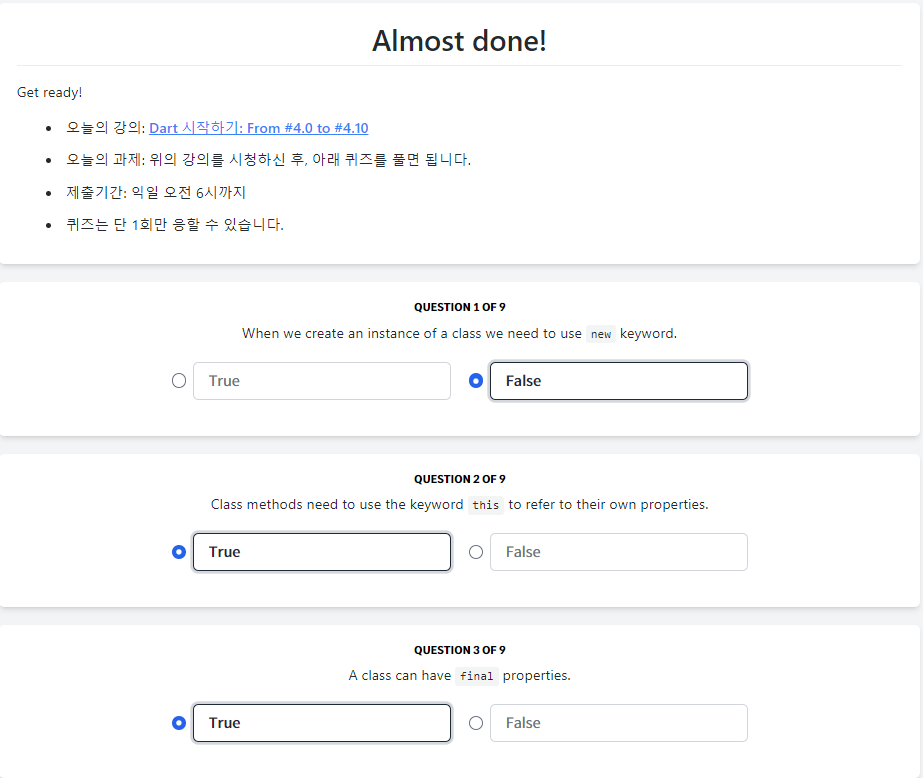 Almost done!
Get ready!
오늘의 강의: Dart 시작하기: From #4.0 to #4.10
오늘의 과제: 위의 강의를 시청하신 후, 아래 퀴즈를 풀면 됩니다.
제출기간: 익일 오전 6시까지
퀴즈는 단 1회만 응할 수 있습니다.
QUESTION 1 OF 9
When we create an instance of a class we need to use new keyword.
True False
QUESTION 2 OF 9
Class methods need to use the keyword this to refer to their own properties.
True False
QUESTION 3 OF 9
A class can have final properties.
True False